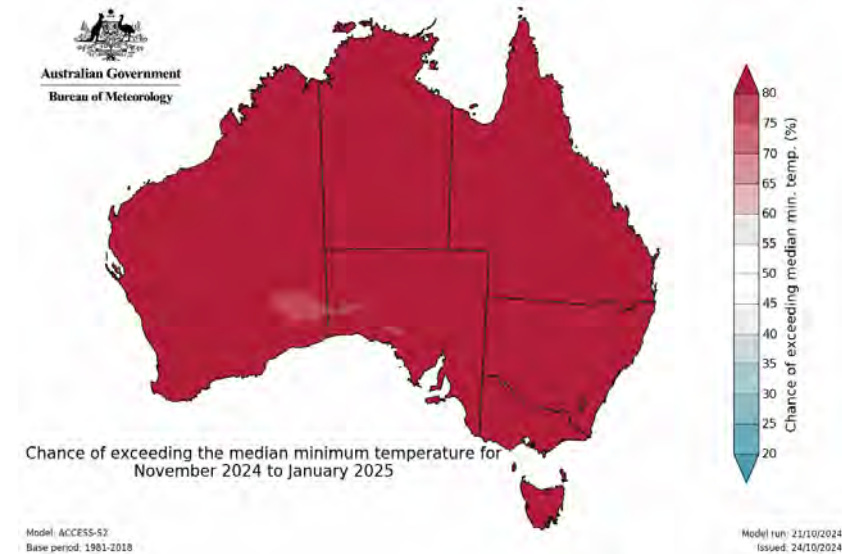 Australian Government
Bureau of Meteorology
80
75
70
65
60
55
50
45
40
35
30
25
20
Chance of exceeding median min. temp. (%)
Chance of exceeding the median minimum temperature for
November 2024 to January 2025
Model: ACCESS-S2
Base period: 1981-2018
Model run: 21/10/2024
Issued: 24/10/2024